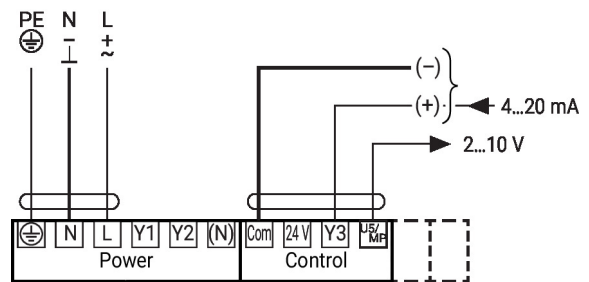 PE N L
– –
⊥ + ~
(–)
(+) 4...20 mA
2...10 V
N L Y1 Y2 (N) Com 24 V Y3 U5/MP
Power Control